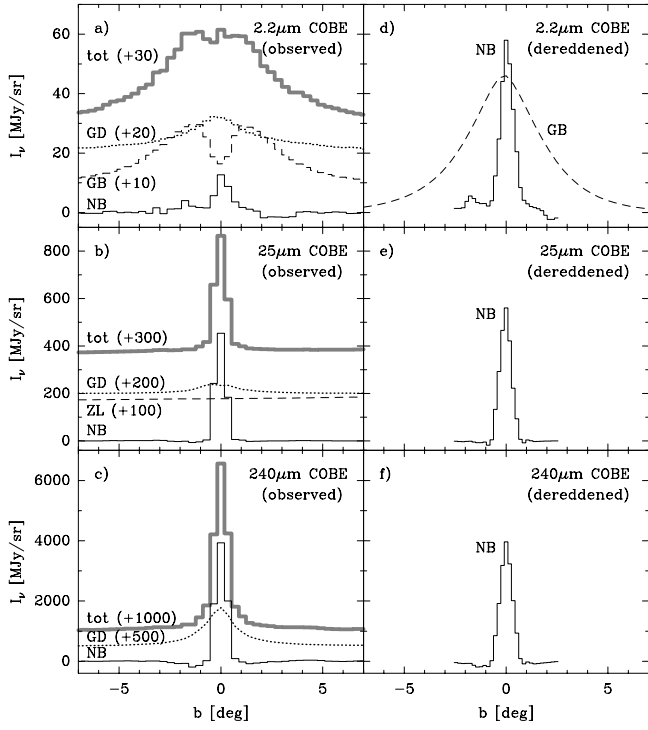 a)
2.2μm COBE
(observed)
tot (+30)
GD (+20)
GB (+10)
NB
60
40
20
0
Iν [MJy/sr]
d)
2.2μm COBE
(dereddened)
NB
GB
b)
25μm COBE
(observed)
tot (+300)
GD (+200)
ZL (+100)
NB
800
600
400
200
0
Iν [MJy/sr]
e)
25μm COBE
(dereddened)
NB
c)
240μm COBE
(observed)
tot (+1000)
GD (+500)
NB
6000
4000
2000
0
Iν [MJy/sr]
f)
240μm COBE
(dereddened)
NB
−5 0 5
−5 0 5
b [deg]
b [deg]